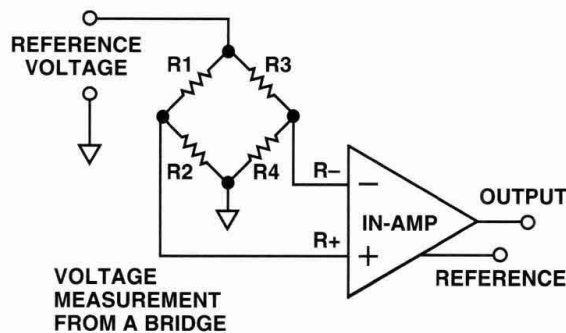 REFERENCE
VOLTAGE
R1
R3
R2
R4
R–
IN-AMP
OUTPUT
R+
REFERENCE
–
+
VOLTAGE
MEASUREMENT
FROM A BRIDGE